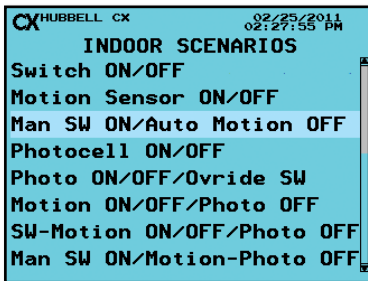 CX HUBBELL CX 02/25/2011
02:27:55 PM
INDOOR SCENARIOS
Switch ON/OFF
Motion Sensor ON/OFF
Man SW ON/Auto Motion OFF
Photocell ON/OFF
Photo ON/OFF/Ovride SW
Motion ON/OFF/Photo OFF
SW-Motion ON/OFF/Photo OFF
Man SW ON/Motion-Photo OFF